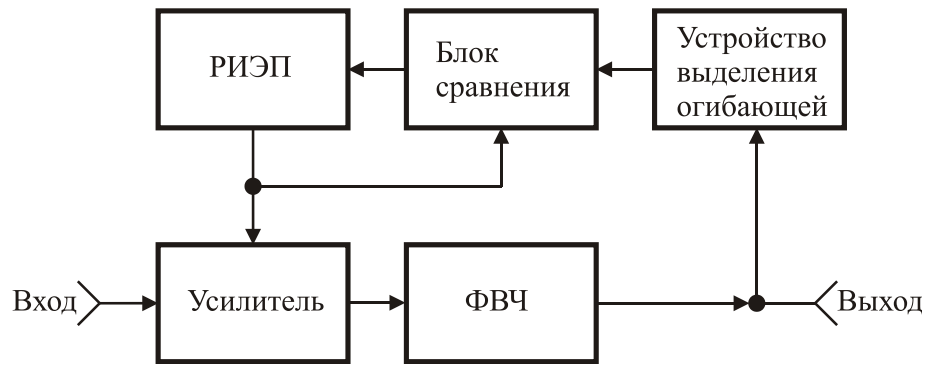 РИЭП
Блок
сравнения
Устройство
выделения
огибающей
Вход
Усилитель
ФВЧ
Выход